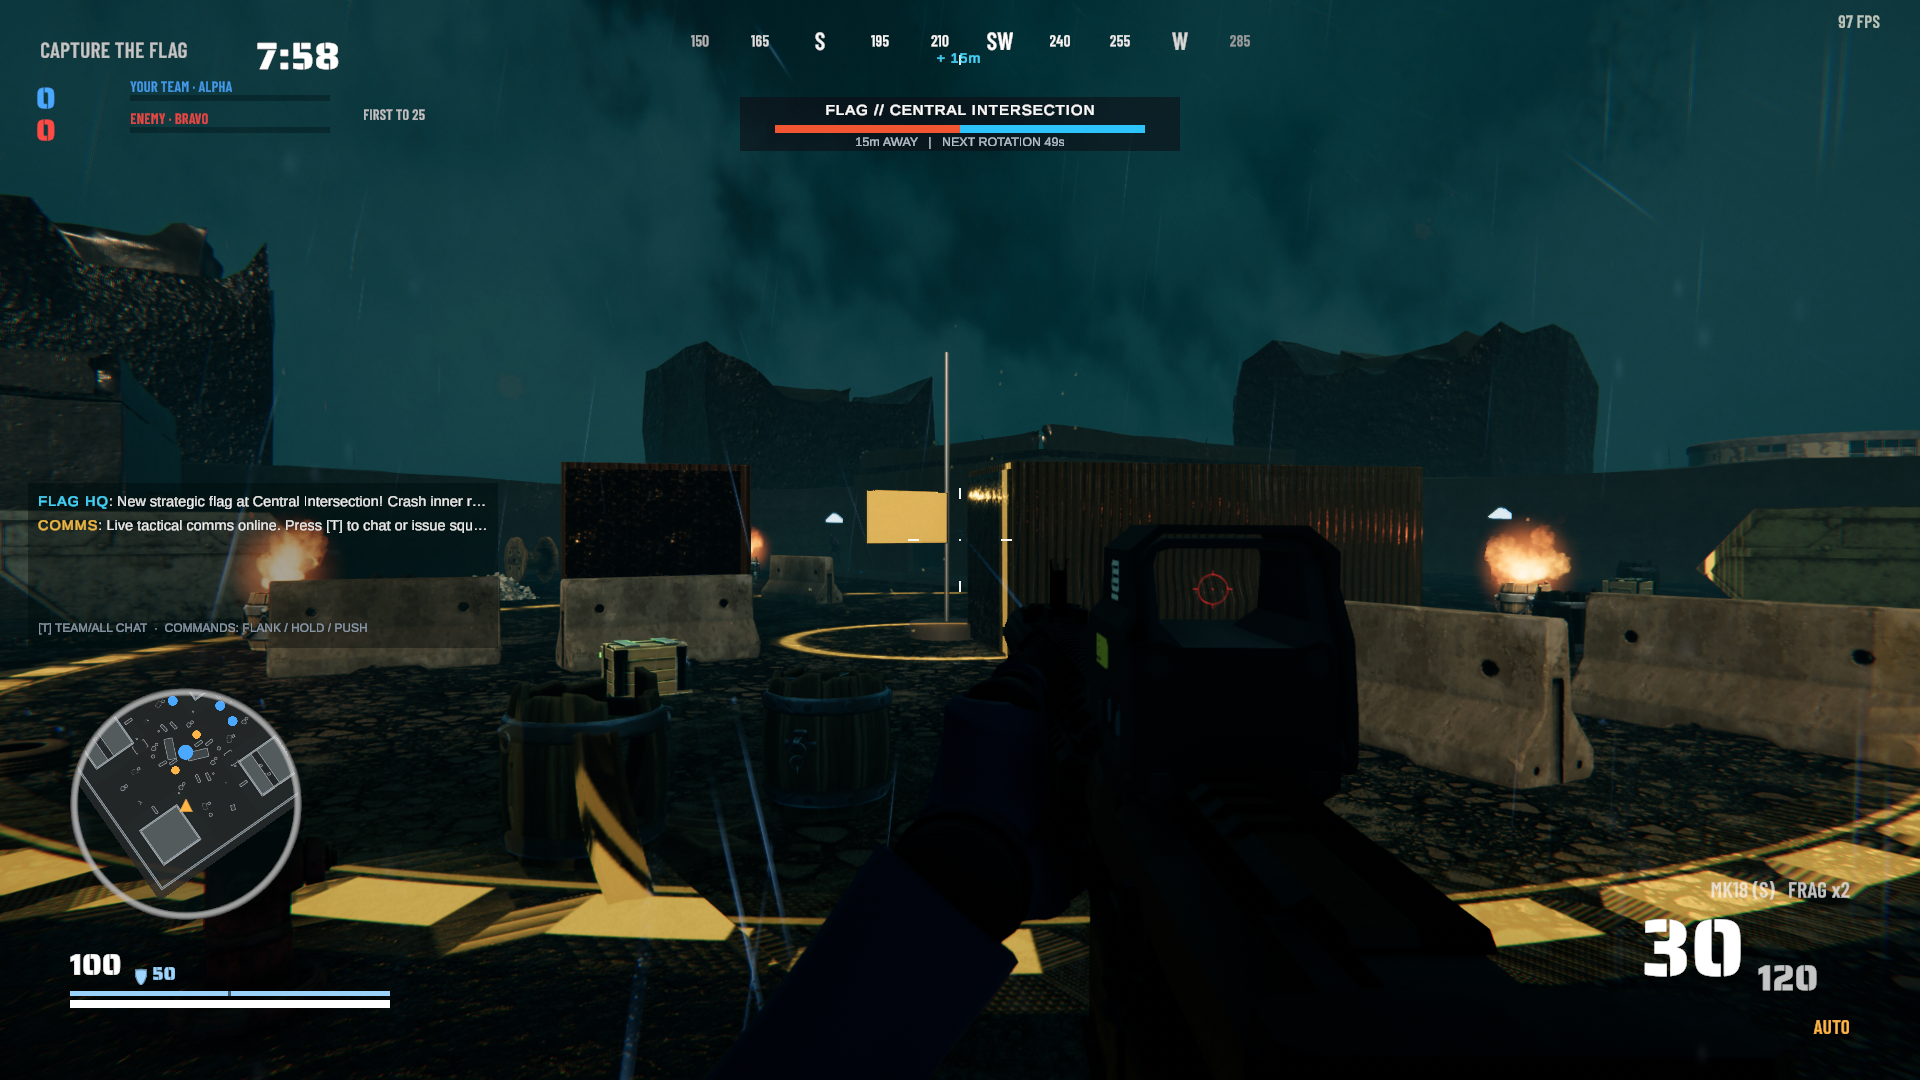 97 FPS
150 165 S 195 210 SW 240 255 W 285
+ 15m
CAPTURE THE FLAG 7:58
0 YOUR TEAM · ALPHA
0 ENEMY · BRAVO
FIRST TO 25
FLAG // CENTRAL INTERSECTION
15m AWAY | NEXT ROTATION 49s
FLAG HQ: New strategic flag at Central Intersection! Crash inner r...
COMMS: Live tactical comms online. Press [T] to chat or issue squ...
[T] TEAM/ALL CHAT · COMMANDS: FLANK / HOLD / PUSH
100 50
MK18 (S) FRAG x2
30 120
AUTO